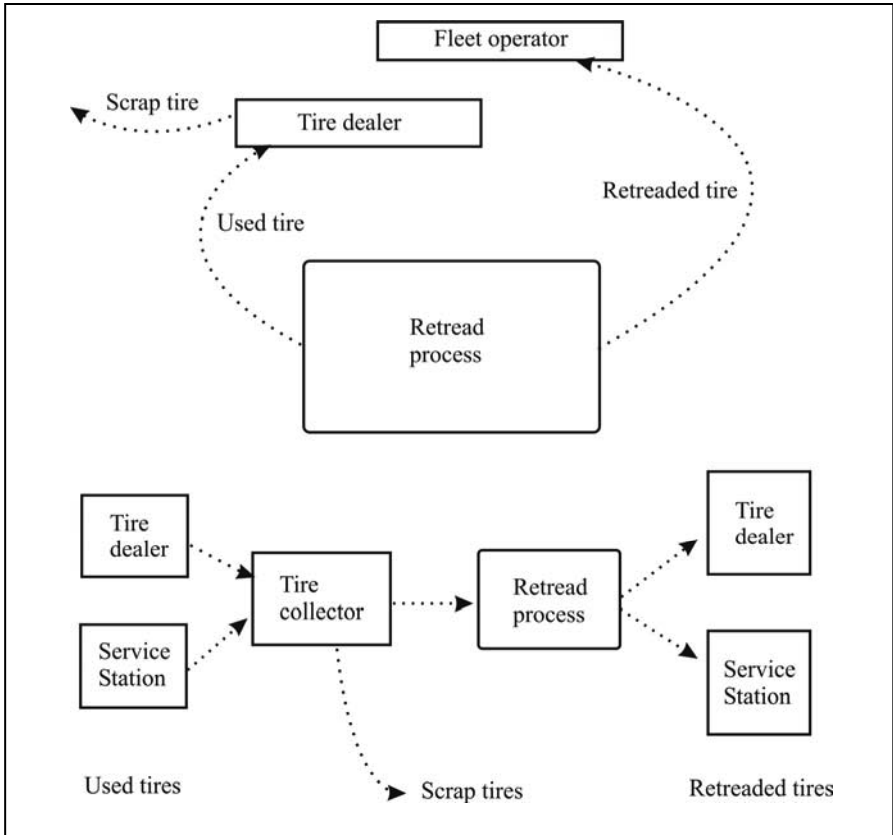 Fleet operator
Scrap tire
Tire dealer
Retreaded tire
Used tire
Retread
process
Tire
dealer
Tire
collector
Service
Station
Retread
process
Tire
dealer
Service
Station
Used tires
Scrap tires
Retreaded tires